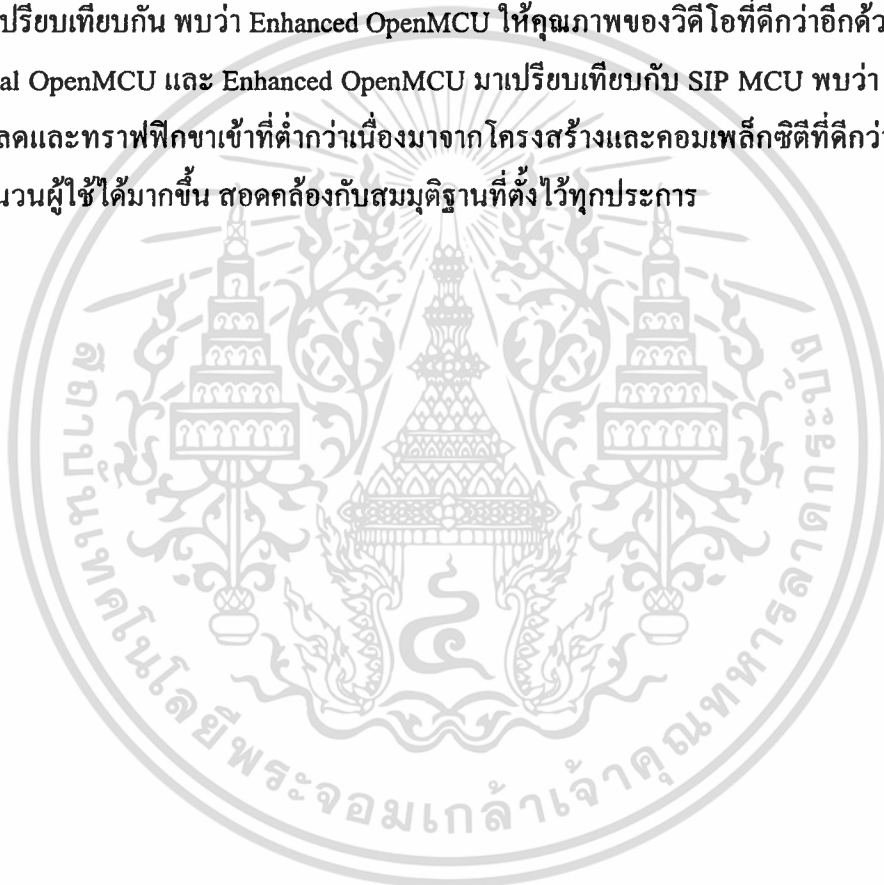 ปรียบเทียบกัน พบว่า Enhanced OpenMCU ให้คุณภาพของวิดีโอที่ดีกว่าอีกด้ว
al OpenMCU และ Enhanced OpenMCU มาเปรียบเทียบกับ SIP MCU พบว่า
ลดและทราฟฟิกขาเข้าที่ต่ำกว่าเนื่องมาจากโครงสร้างและคอมเพล็กซิตีที่ดีกว่
นวนผู้ใช้ได้มากขึ้น สอดคล้องกับสมมุติฐานที่ตั้งไว้ทุกประการ
สถาบันเทคโนโลยีพระจอมเกล้าเจ้าคุณทหารลาดกระบัง